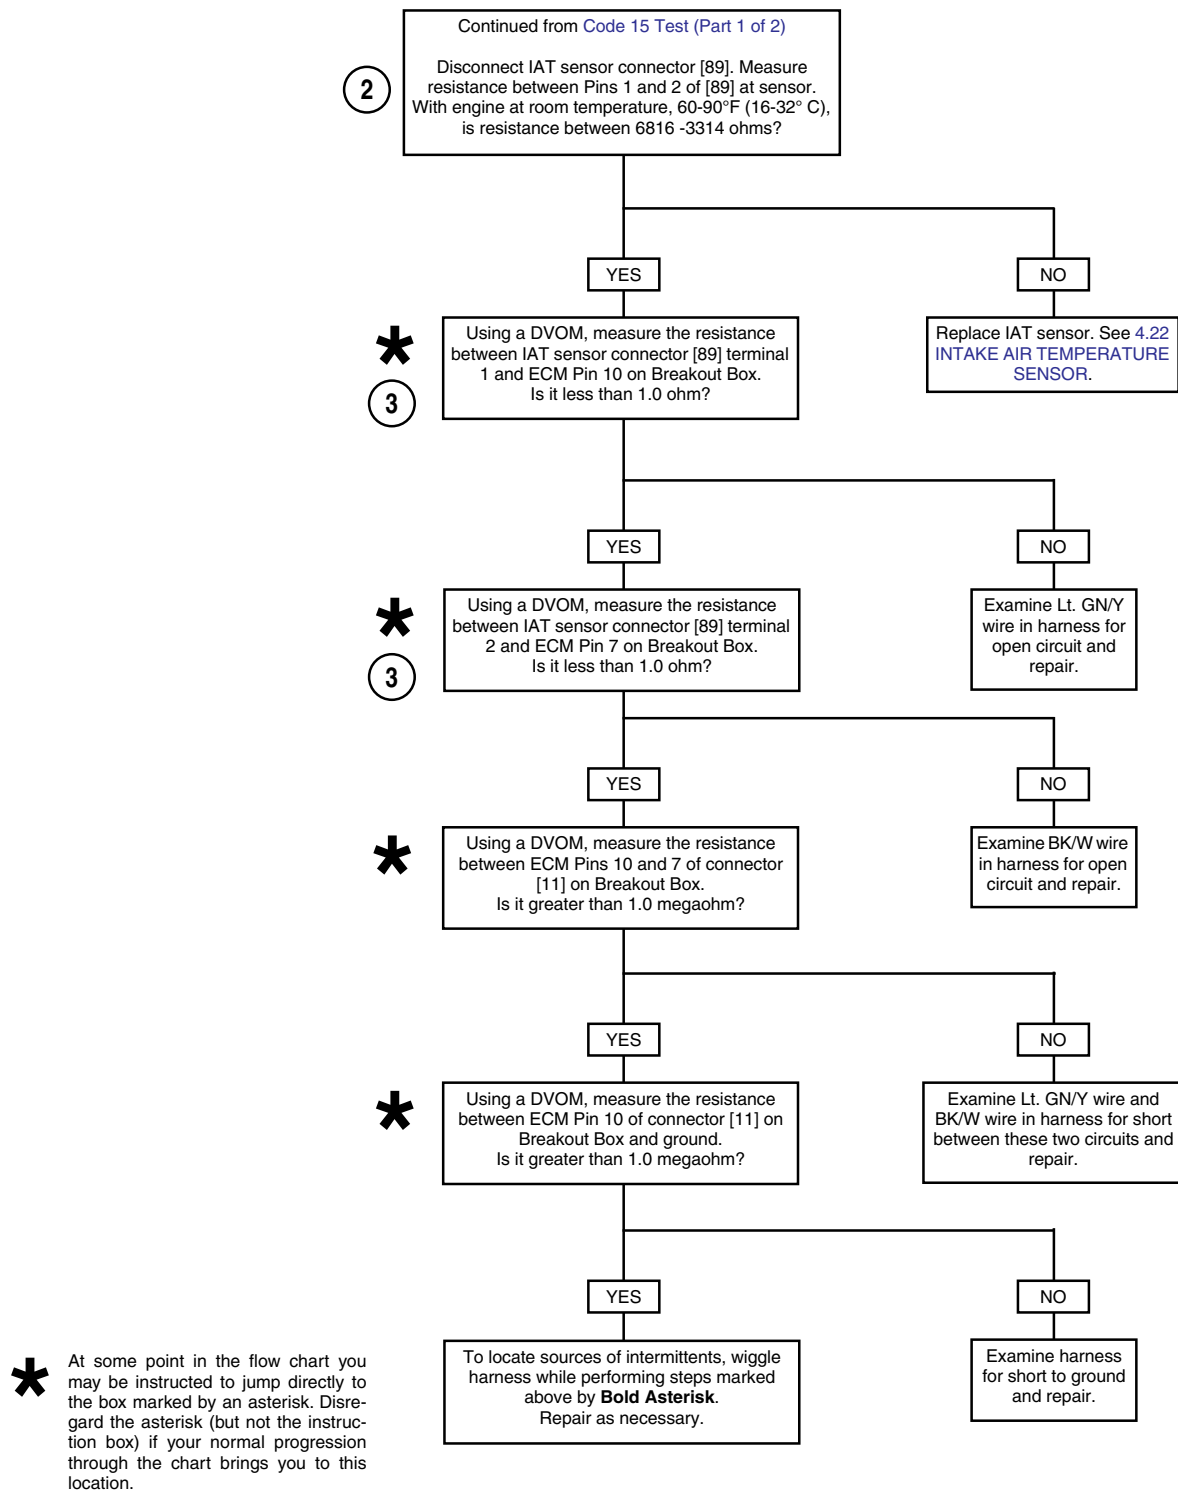 Continued from Code 15 Test (Part 1 of 2)
Disconnect IAT sensor connector [89]. Measure
resistance between Pins 1 and 2 of [89] at sensor.
With engine at room temperature, 60-90°F (16-32° C),
is resistance between 6816 -3314 ohms?
2
YES
NO
Using a DVOM, measure the resistance
between IAT sensor connector [89] terminal
1 and ECM Pin 10 on Breakout Box.
Is it less than 1.0 ohm?
*
3
Replace IAT sensor. See 4.22
INTAKE AIR TEMPERATURE
SENSOR.
YES
NO
Using a DVOM, measure the resistance
between IAT sensor connector [89] terminal
2 and ECM Pin 7 on Breakout Box.
Is it less than 1.0 ohm?
*
3
Examine Lt. GN/Y
wire in harness for
open circuit and
repair.
YES
NO
*
Using a DVOM, measure the resistance
between ECM Pins 10 and 7 of connector
[11] on Breakout Box.
Is it greater than 1.0 megaohm?
Examine BK/W wire
in harness for open
circuit and repair.
YES
NO
*
Using a DVOM, measure the resistance
between ECM Pin 10 of connector [11] on
Breakout Box and ground.
Is it greater than 1.0 megaohm?
Examine Lt. GN/Y wire and
BK/W wire in harness for short
between these two circuits and
repair.
YES
NO
To locate sources of intermittents, wiggle
harness while performing steps marked
above by Bold Asterisk.
Repair as necessary.
Examine harness
for short to ground
and repair.
*
At some point in the flow chart you
may be instructed to jump directly to
the box marked by an asterisk. Disre-
gard the asterisk (but not the instruc-
tion box) if your normal progression
through the chart brings you to this
location.